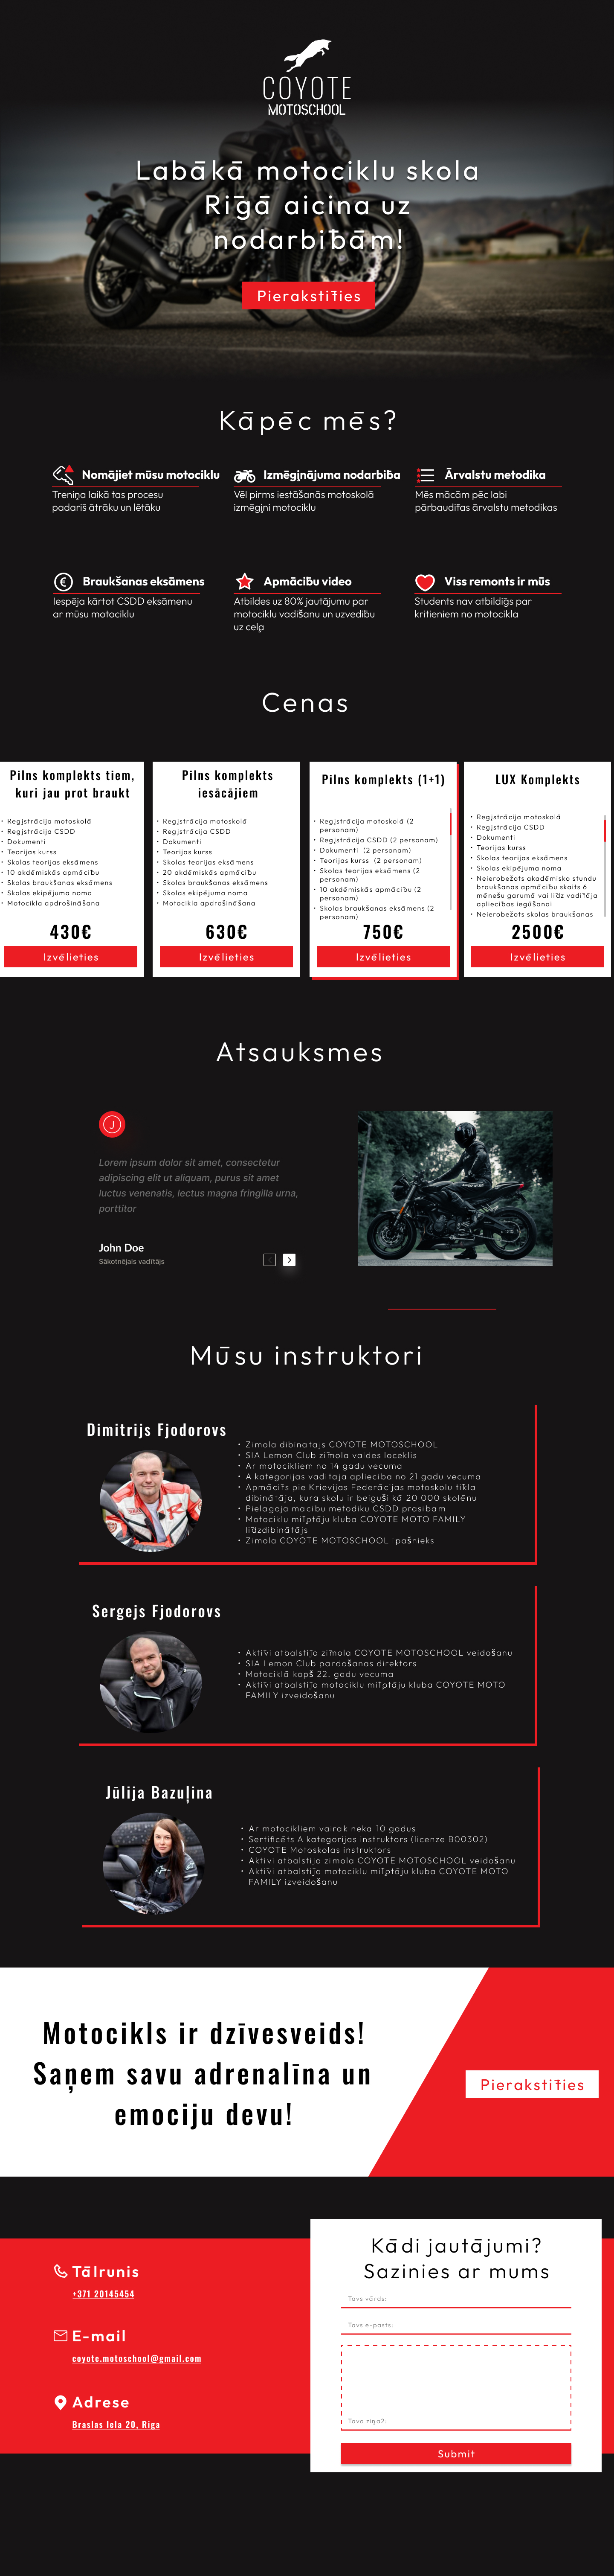 COYOTE
MOTOSCHOOL
Labākā motociklu skola
Rīgā aicina uz
nodarbībām!
Pierakstīties
Kāpēc mēs?
Nomājiet mūsu motociklu
Treniņa laikā tas procesu
padariš ātrāku un lētāku
Izmēģinājuma nodarbība
Vēl pirms iestāšanās motoskolā
izmēgini motociklu
Ārvalstu metodika
Mēs mācām pēc labi
pārbaudītas ārvalstu metodikas
€
Braukšanas eksāmens
Iespēja kārtot CSDD eksāmenu
ar mūsu motociklu
Apmācību video
Atbildes uz 80% jautājumu par
motociklu vadīšanu un uzvedību
uz ceļa
Viss remonts ir mūs
Students nav atbildīgs par
kritieniem no motocikla
Cenas
Pilns komplekts tiem,
kuri jau prot braukt
• Reģistrācija motoskolā
• Reģistrācija CSDD
• Dokumenti
• Teorijas kurss
• Skolas teorijas eksāmens
• 10 akdēmiskās apmācību
• Skolas braukšanas eksāmens
• Skolas ekipējuma noma
• Motocikla apdrošināšana
430€
Izvēlieties
Pilns komplekts
iesācējiem
• Reģistrācija motoskolā
• Reģistrācija CSDD
• Dokumenti
• Teorijas kurss
• Skolas teorijas eksāmens
• 20 akdēmiskās apmācību
• Skolas braukšanas eksāmens
• Skolas ekipējuma noma
• Motocikla apdrošināšana
630€
Izvēlieties
Pilns komplekts (1+1)
• Reģistrācija motoskolā (2
personam)
• Reģistrācija CSDD (2 personam)
• Dokumenti (2 personam)
• Teorijas kurss (2 personam)
• Skolas teorijas eksāmens (2
personam)
• 10 akdēmiskās apmācību (2
personam)
• Skolas braukšanas eksāmens (2
personam)
750€
Izvēlieties
LUX Komplekts
• Reģistrācija motoskolā
• Reģistrācija CSDD
• Dokumenti
• Teorijas kurss
• Skolas teorijas eksāmens
• Skolas ekipējuma noma
• Neierobežots akadēmisko stundu
braukšanas apmācību skaits 6
mēnešu garumā vai līdz vadītāja
apliecības iegūšanai
• Neierobežots skolas braukšanas
2500€
Izvēlieties
Atsauksmes
J
Lorem ipsum dolor sit amet, consectetur
adipiscing elit ut aliquam, purus sit amet
luctus venenatis, lectus magna fringilla urna,
porttitor
John Doe
Sākotnējais vadītājs
Mūsu instruktori
Dimitrijs Fjodorovs
• Zīmola dibinātājs COYOTE MOTOSCHOOL
• SIA Lemon Club zīmola valdes loceklis
• Ar motocikliem no 14 gadu vecuma
• A kategorijas vadītāja apliecība no 21 gadu vecuma
• Apmācīts pie Krievijas Federācijas motoskolu tīkla
dibinātāja, kura skolu ir beiguši kā 20 000 skolēnu
• Pielāgoja mācību metodiku CSDD prasībām
• Motociklu mīļotāju kluba COYOTE MOTO FAMILY
līdzdibinātājs
• Zīmola COYOTE MOTOSCHOOL īpašnieks
Sergejs Fjodorovs
• Aktīvi atbalstīja zīmola COYOTE MOTOSCHOOL veidošanu
• SIA Lemon Club pārdošanas direktors
• Motociklā kopš 22. gadu vecuma
• Aktīvi atbalstīja motociklu mīļotāju kluba COYOTE MOTO
FAMILY izveidošanu
Jūlija Bazuļina
• Ar motocikliem vairāk nekā 10 gadus
• Sertificēts A kategorijas instruktors (licenze B00302)
• COYOTE Motoskolas instruktors
• Aktīvi atbalstīja zīmola COYOTE MOTOSCHOOL veidošanu
• Aktīvi atbalstīja motociklu mīļotāju kluba COYOTE MOTO
FAMILY izveidošanu
Motocikls ir dzīvesveids!
Saņem savu adrenalīna un
emociju devu!
Pierakstīties
Tālrunis
+371 20145454
E-mail
coyote.motoschool@gmail.com
Adrese
Braslas Iela 20, Riga
Kādi jautājumi?
Sazinies ar mums
Tavs vārds:
Tavs e-pasts:
Tava ziņa2:
Submit